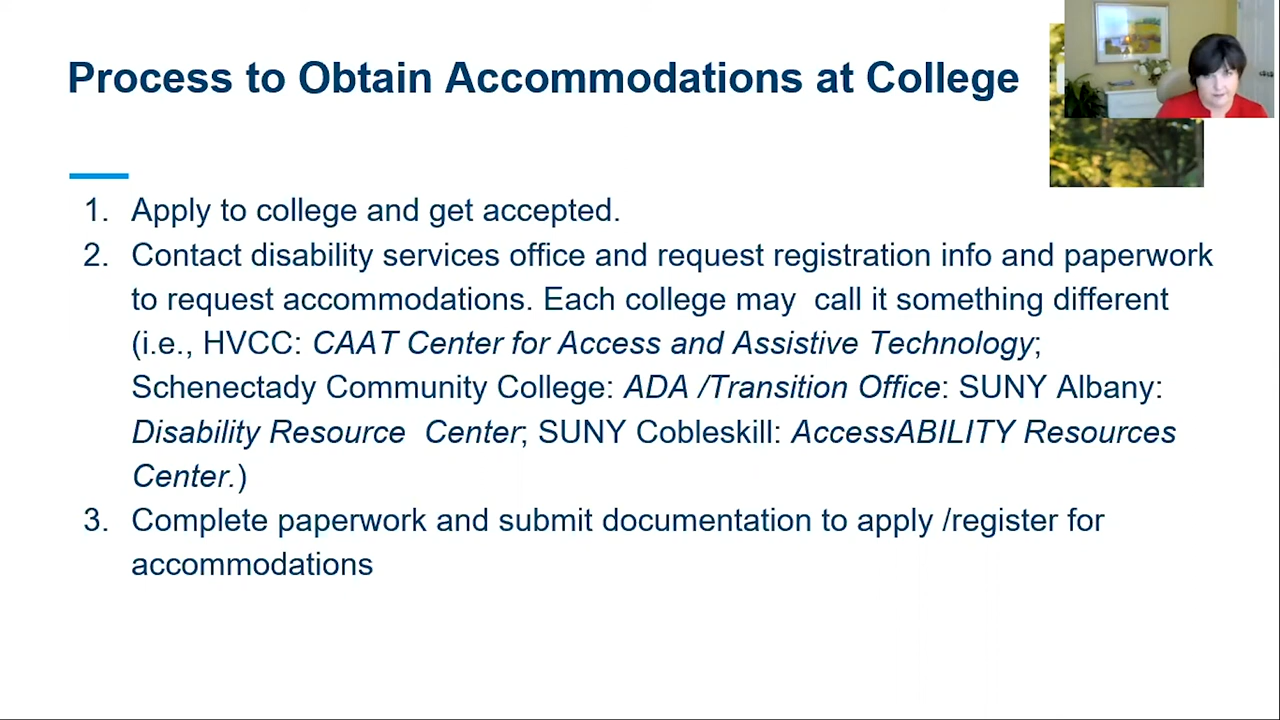 Process to Obtain Accommodations at College
1. Apply to college and get accepted.
2. Contact disability services office and request registration info and paperwork
to request accommodations. Each college may  call it something different
(i.e., HVCC: CAAT Center for Access and Assistive Technology;
Schenectady Community College: ADA /Transition Office: SUNY Albany:
Disability Resource  Center; SUNY Cobleskill: AccessABILITY Resources
Center.)
3. Complete paperwork and submit documentation to apply /register for
accommodations